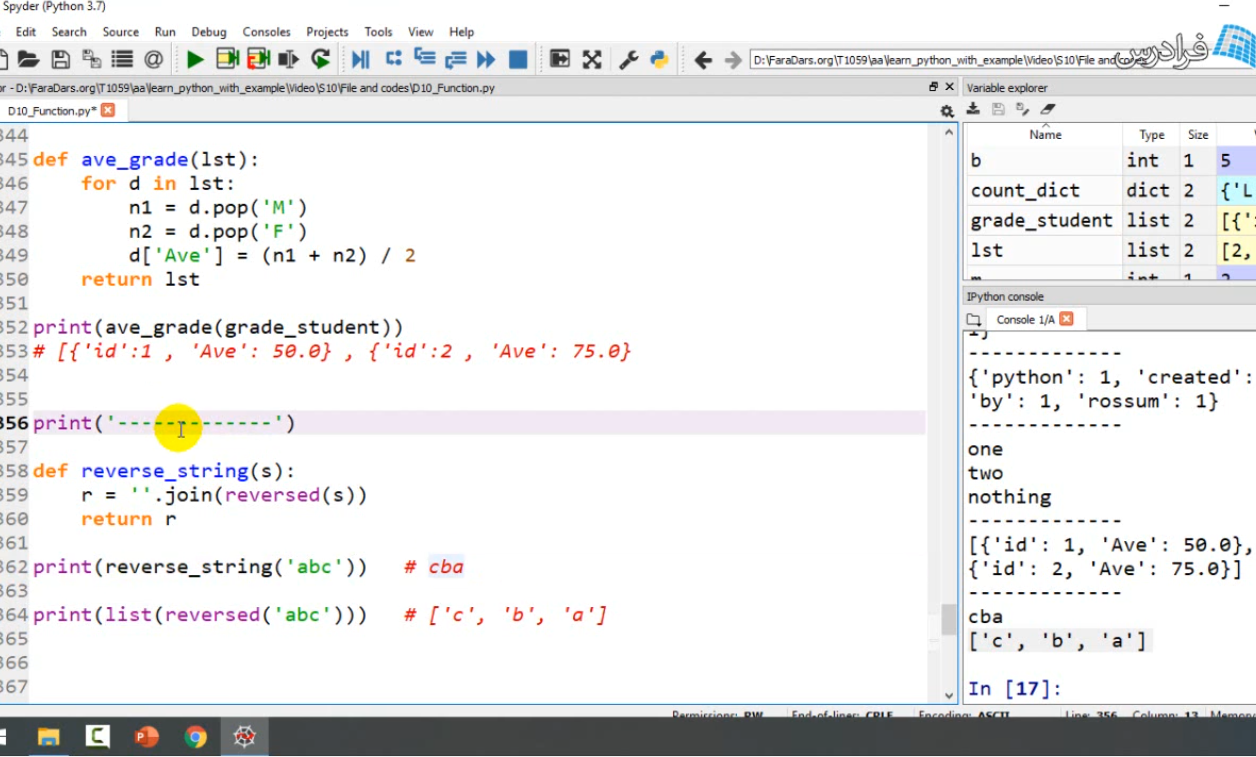 Spyder (Python 3.7)
Edit Search Source Run Debug Consoles Projects Tools View Help
D:\FaraDars.org\T1059\aa\learn_python_with_example\Video\S10\File and codes
فرادرس
or - D:\FaraDars.org\T1059\aa\learn_python_with_example\Video\S10\File and codes\D10_Function.py
D10_Function.py*
344
345 def ave_grade(lst):
346     for d in lst:
347         n1 = d.pop('M')
348         n2 = d.pop('F')
349         d['Ave'] = (n1 + n2) / 2
350     return lst
351
352 print(ave_grade(grade_student))
353 # [{'id':1 , 'Ave': 50.0} , {'id':2 , 'Ave': 75.0}
354
355
356 print('-------------')
357
358 def reverse_string(s):
359     r = ''.join(reversed(s))
360     return r
361
362 print(reverse_string('abc'))   # cba
363
364 print(list(reversed('abc')))   # ['c', 'b', 'a']
365
366
367
Variable explorer
Name Type Size
b int 1 5
count_dict dict 2 {'L
grade_student list 2 [{'
lst list 2 [2,
int 1
IPython console
Console 1/A
-------------
{'python': 1, 'created':
'by': 1, 'rossum': 1}
-------------
one
two
nothing
-------------
[{'id': 1, 'Ave': 50.0},
{'id': 2, 'Ave': 75.0}]
-------------
cba
['c', 'b', 'a']
In [17]:
Permissions: RW End-of-lines: CRLF Encoding: ASCII Line: 356 Column: 13